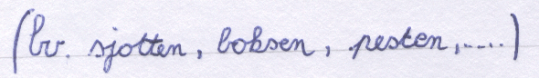 (bv. sjotten, boksen, pesten,.....)